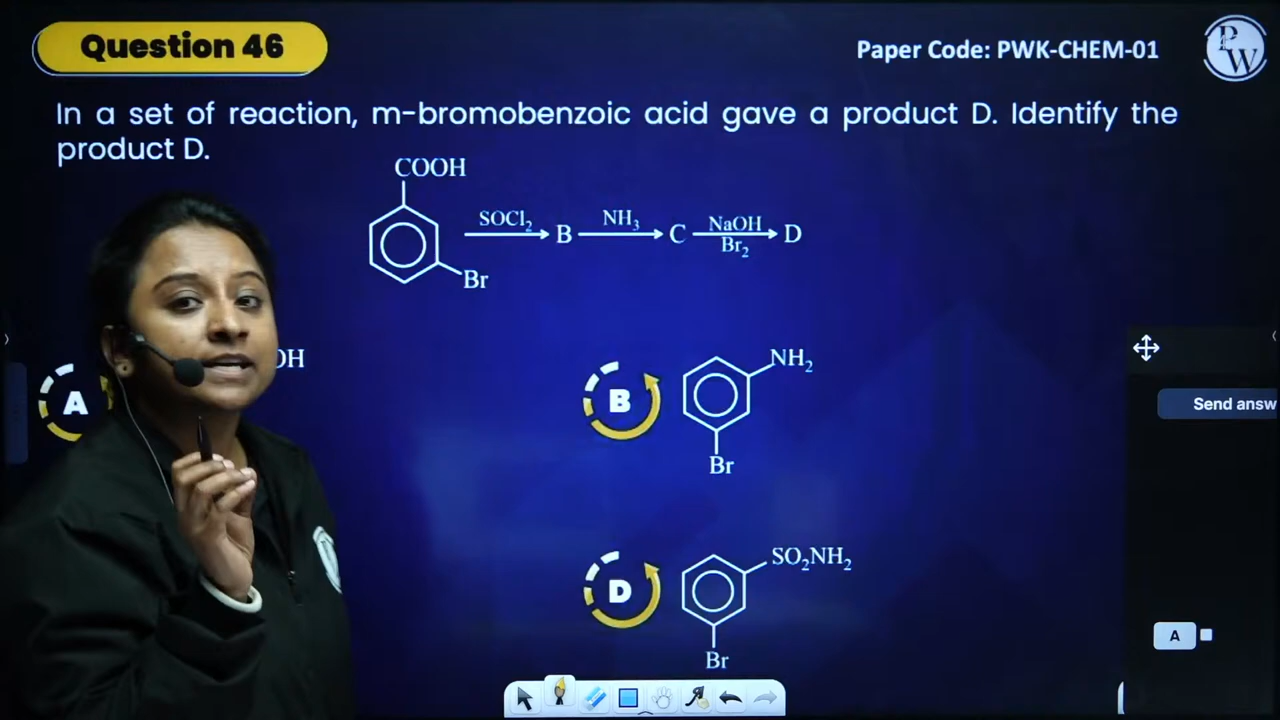 Question 46
Paper Code: PWK-CHEM-01
PW
In a set of reaction, m-bromobenzoic acid gave a product D. Identify the
product D.
COOH
SOCl₂ B NH₃ C NaOH D
Br₂
Br
A
B
NH₂
Br
Send answ
D
SO₂NH₂
Br
A